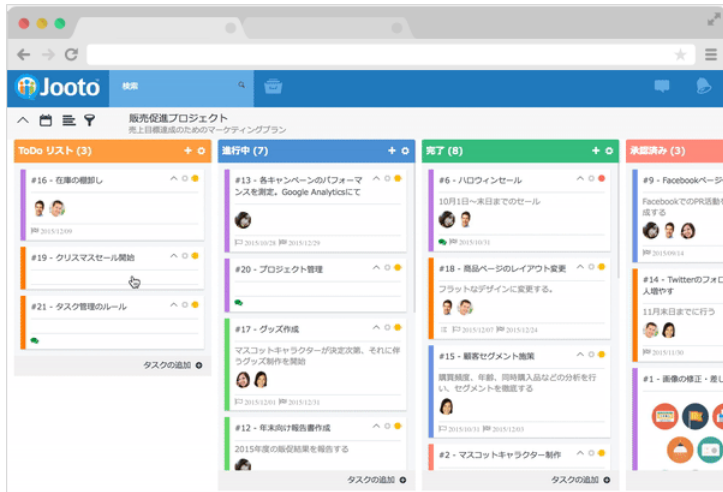 Jooto
検索
販売促進プロジェクト
売上目標達成のためのマーケティングプラン
ToDo リスト (3)
#16 - 在庫の棚卸し
2015/12/09
#19 - クリスマスセール開始
#21 - タスク管理のルール
タスクの追加
進行中 (7)
#13 - 各キャンペーンのパフォーマ
ンスを測定。Google Analyticsにて
2015/10/28 2015/12/29
#20 - プロジェクト管理
#17 - グッズ作成
マスコットキャラクターが決定次第、それに伴
うグッズ制作を開始
2015/12/01 2015/12/31
#12 - 年末向け報告書作成
2015年度の販促結果を報告する
タスクの追加
完了 (8)
#6 - ハロウィンセール
10月1日〜末日までのセール
2015/10/31
#18 - 商品ページのレイアウト変更
フラットなデザインに変更する。
2015/12/07 2015/12/24
#15 - 顧客セグメント施策
購買頻度、年齢、同時購入品などの分析を行
い、セグメントを徹底する
2015/10/31 2015/12/03
#2 - マスコットキャラクター制作
タスクの追加
承認済み (3)
#9 - Facebookページ
FacebookでのPR活動を
成する
2015/09/14
#14 - Twitterのフォロ
人増やす
11月末日までに行う
2015/11/30
#1 - 画像の修正・差し